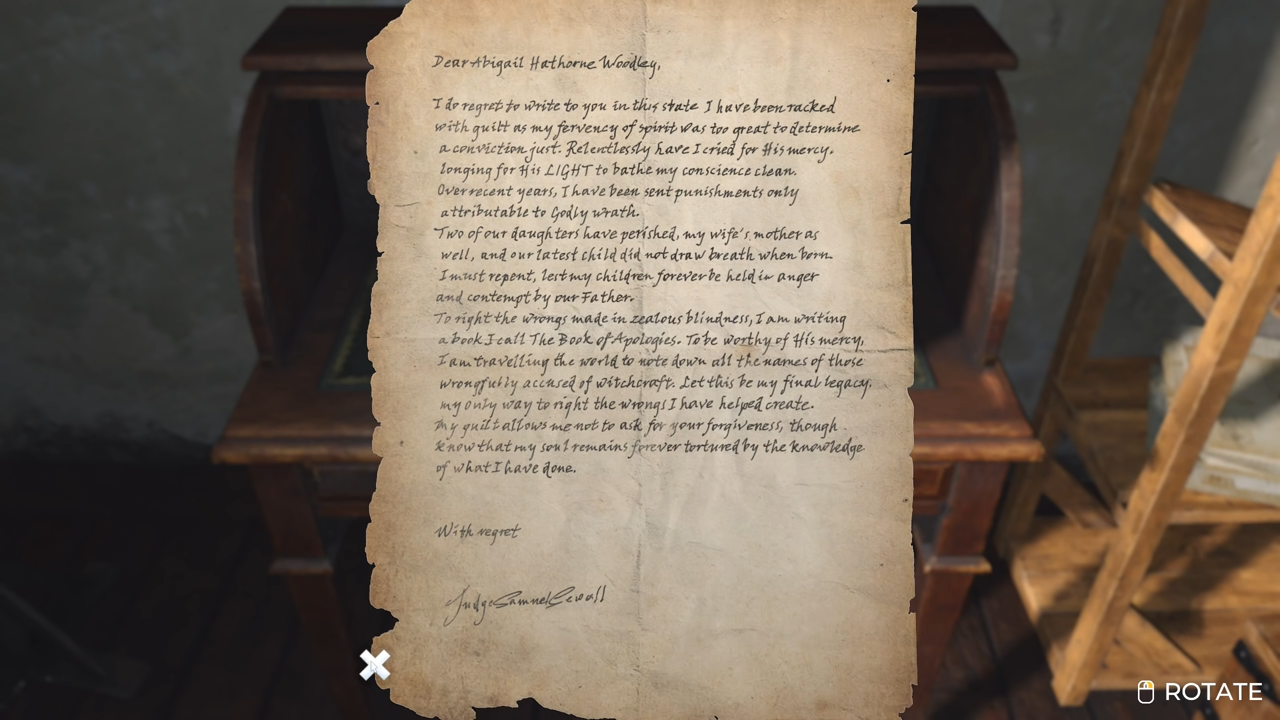 Dear Abigail Hathorne Woodley,
I do regret to write to you in this state I have been racked
with guilt as my fervency of spirit was too great to determine
a conviction just. Relentlessly have I cried for His mercy,
longing for His LIGHT to bathe my conscience clean.
Over recent years, I have been sent punishments only
attributable to Godly wrath.
Two of our daughters have perished, my wife's mother as
well, and our latest child did not draw breath when born.
I must repent, lest my children forever be held in anger
and contempt by our Father.
To right the wrongs made in zealous blindness, I am writing
a book I call The Book of Apologies. To be worthy of His mercy,
I am travelling the world to note down all the names of those
wrongfully accused of witchcraft. Let this be my final legacy,
my only way to right the wrongs I have helped create.
My guilt allows me not to ask for your forgiveness, though
know that my soul remains forever tortured by the knowledge
of what I have done.
With regret
Judge Samuel Sewall
ROTATE